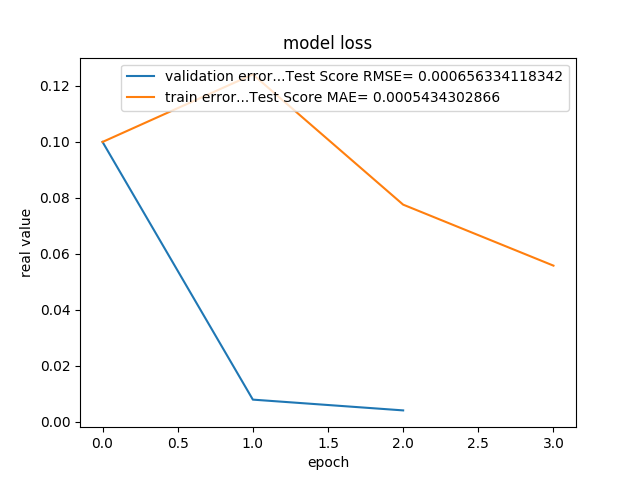 model loss
validation error...Test Score RMSE= 0.000656334118342
train error...Test Score MAE= 0.0005434302866
0.12
0.10
0.08
0.06
0.04
0.02
0.00
real value
0.0 0.5 1.0 1.5 2.0 2.5 3.0
epoch